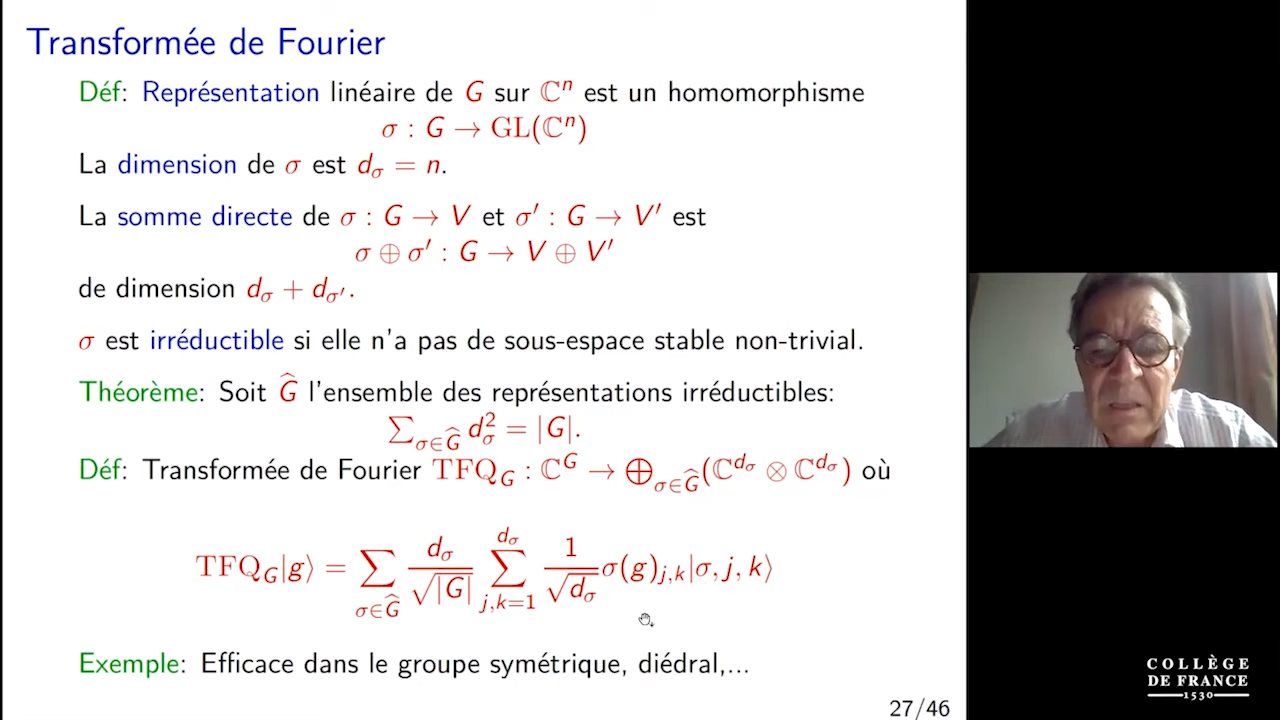 Transformée de Fourier
Déf: Représentation linéaire de G sur ℂⁿ est un homomorphisme
σ : G → GL(ℂⁿ)
La dimension de σ est d_σ = n.
La somme directe de σ : G → V et σ′ : G → V′ est
σ ⊕ σ′ : G → V ⊕ V′
de dimension d_σ + d_σ′.
σ est irréductible si elle n'a pas de sous-espace stable non-trivial.
Théorème: Soit Ĝ l'ensemble des représentations irréductibles:
∑_{σ∈Ĝ} d_σ² = |G|.
Déf: Transformée de Fourier TFQ_G : ℂ^G → ⊕_{σ∈Ĝ}(ℂ^{d_σ} ⊗ ℂ^{d_σ}) où
TFQ_G|g⟩ = ∑_{σ∈Ĝ} d_σ/√|G| ∑_{j,k=1}^{d_σ} 1/√d_σ σ(g)_{j,k}|σ, j, k⟩
Exemple: Efficace dans le groupe symétrique, diédral,...
27/46
COLLÈGE
DE FRANCE
1530